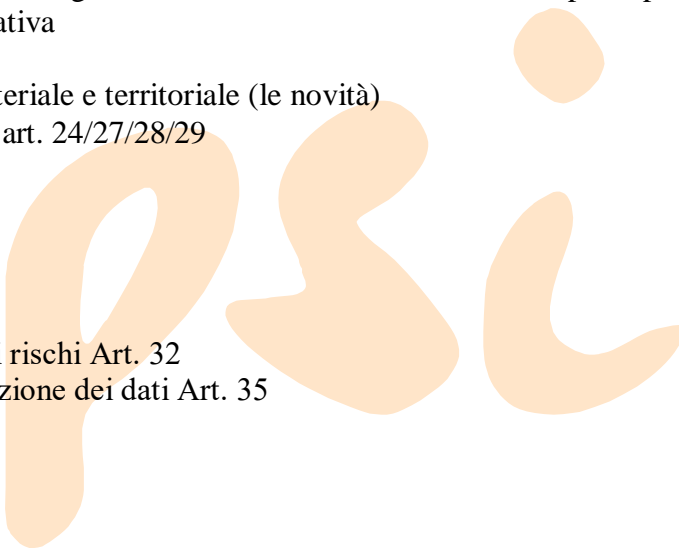 ativa
teriale e territoriale (le novità)
art. 24/27/28/29
i rischi Art. 32
zione dei dati Art. 35
psi